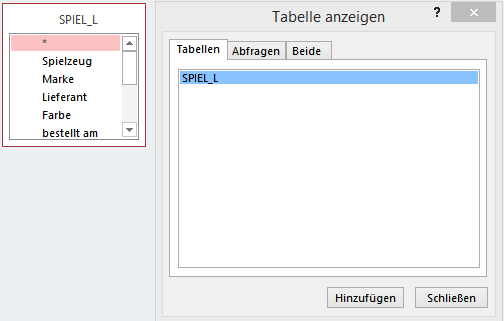 SPIEL_L
*
Spielzeug
Marke
Lieferant
Farbe
bestellt am
Tabelle anzeigen
?
Tabellen
Abfragen
Beide
SPIEL_L
Hinzufügen
Schließen